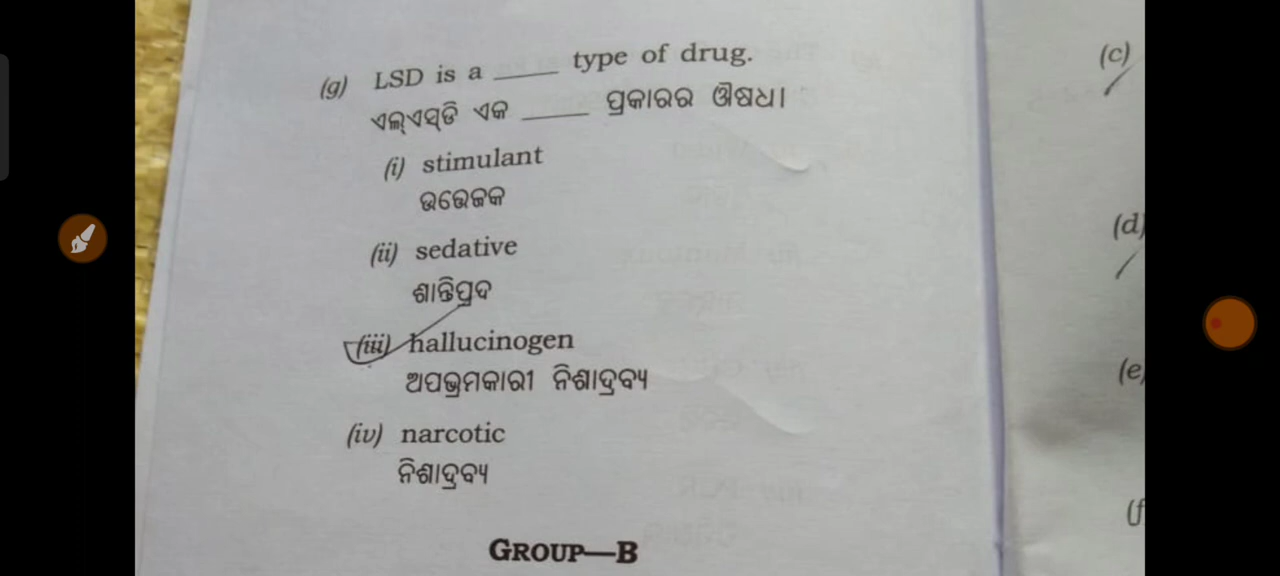 (g) LSD is a ____ type of drug.
ଏଲ୍ଏସ୍ଡି ଏକ ____ ପ୍ରକାରର ଔଷଧ।
(i) stimulant
ଉତ୍ତେଜକ
(ii) sedative
ଶାନ୍ତିପ୍ରଦ
(iii) hallucinogen
ଅପଭ୍ରମକାରୀ ନିଶାଦ୍ରବ୍ୟ
(iv) narcotic
ନିଶାଦ୍ରବ୍ୟ
GROUP—B
(c)
(d)
(e)
(f